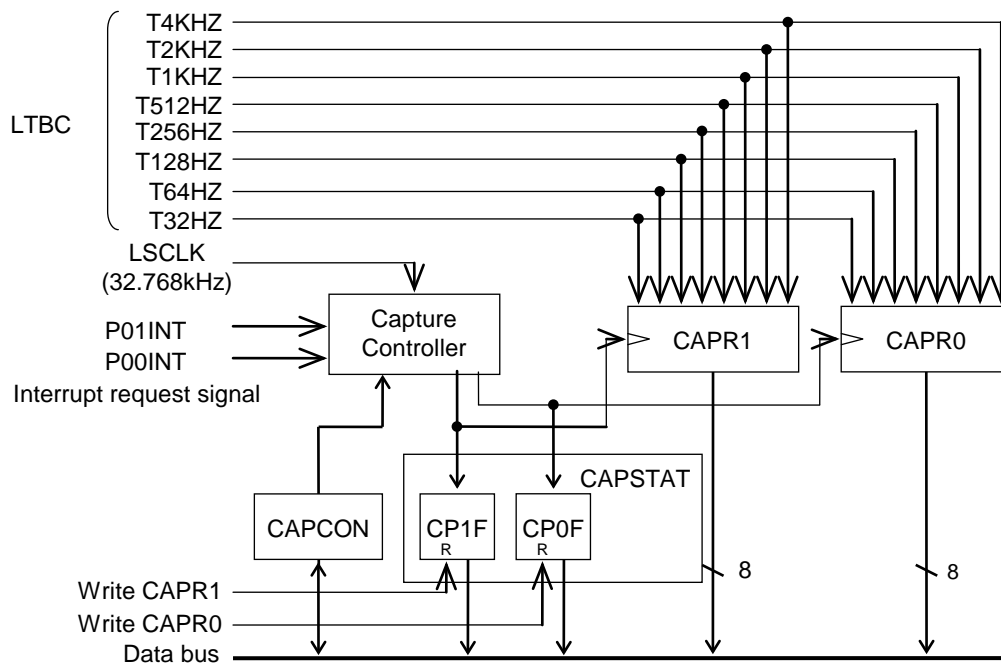 T4KHZ
T2KHZ
T1KHZ
T512HZ
LTBC
T256HZ
T128HZ
T64HZ
T32HZ
LSCLK
(32.768kHz)
P01INT
P00INT
Interrupt request signal
Capture
Controller
CAPR1
CAPR0
CAPSTAT
CAPCON
CP1F
R
CP0F
R
8
8
Write CAPR1
Write CAPR0
Data bus